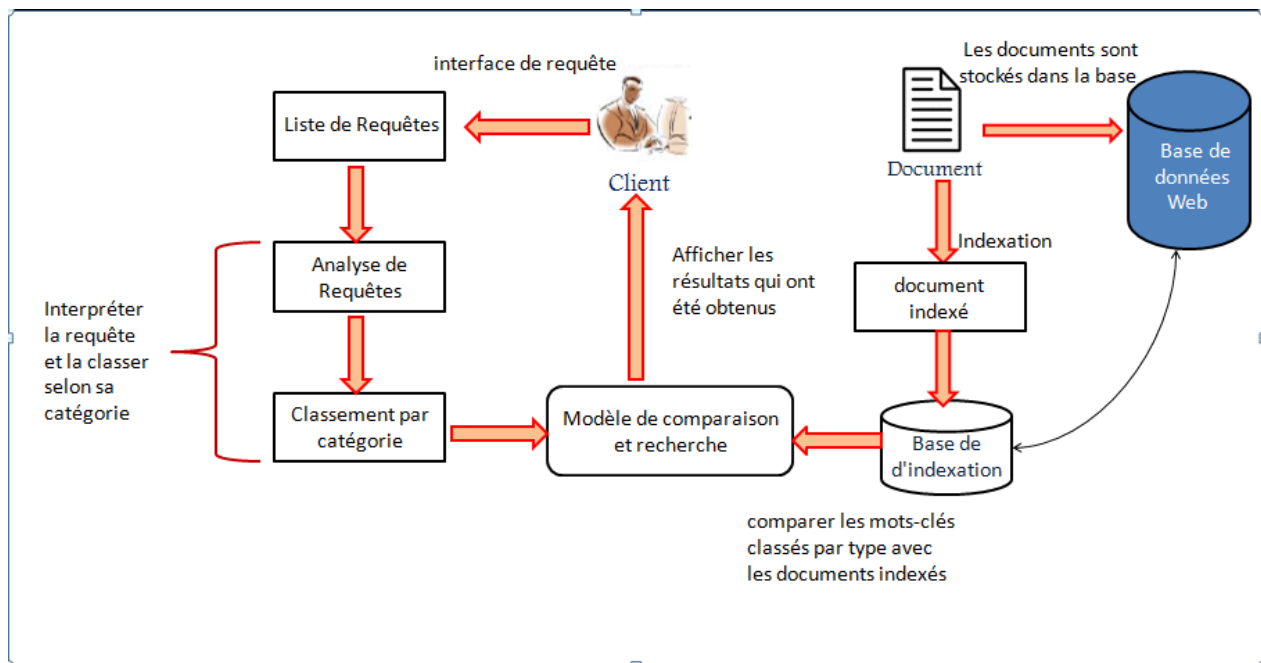 interface de requête
Liste de Requêtes
Client
Les documents sont
stockés dans la base
Document
Base de
données
Web
Indexation
Analyse de
Requêtes
Afficher les
résultats qui ont
été obtenus
document
indexé
Interpréter
la requête
et la classer
selon sa
catégorie
Classement par
catégorie
Modèle de comparaison
et recherche
Base de
d'indexation
comparer les mots-clés
classés par type avec
les documents indexés